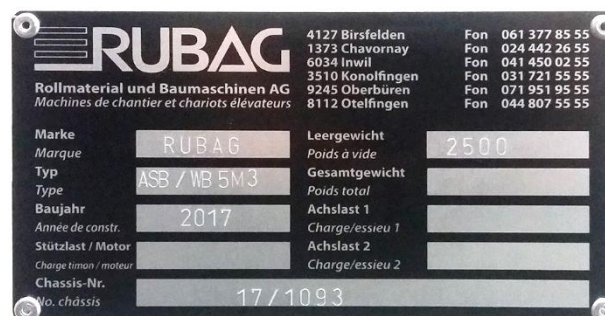 RUBAG
Rollmaterial und Baumaschinen AG
Machines de chantier et chariots élévateurs
4127 Birsfelden Fon 061 377 85 55
1373 Chavornay Fon 024 442 26 55
6034 Inwil Fon 041 450 02 55
3510 Konolfingen Fon 031 721 55 55
9245 Oberbüren Fon 071 951 95 55
8112 Otelfingen Fon 044 807 55 55
Marke
Marque
RUBAG
Leergewicht
Poids à vide
2500
Typ
Type
ASB / WB 5M3
Gesamtgewicht
Poids total
Baujahr
Année de constr.
2017
Achslast 1
Charge/essieu 1
Stützlast / Motor
Charge timon / moteur
Achslast 2
Charge/essieu 2
Chassis-Nr.
No. châssis
17/1093